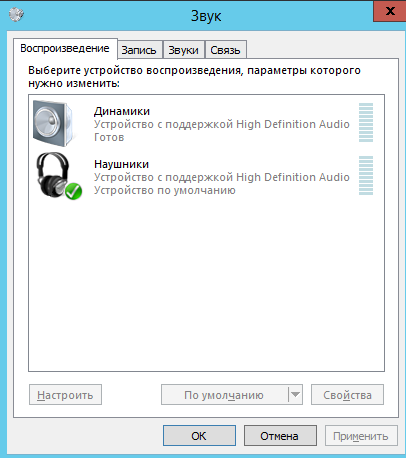 Звук
x
Воспроизведение Запись Звуки Связь
Выберите устройство воспроизведения, параметры которого
нужно изменить:
Динамики
Устройство с поддержкой High Definition Audio
Готов
Наушники
Устройство с поддержкой High Definition Audio
Устройство по умолчанию
Настроить По умолчанию Свойства
ОК Отмена Применить